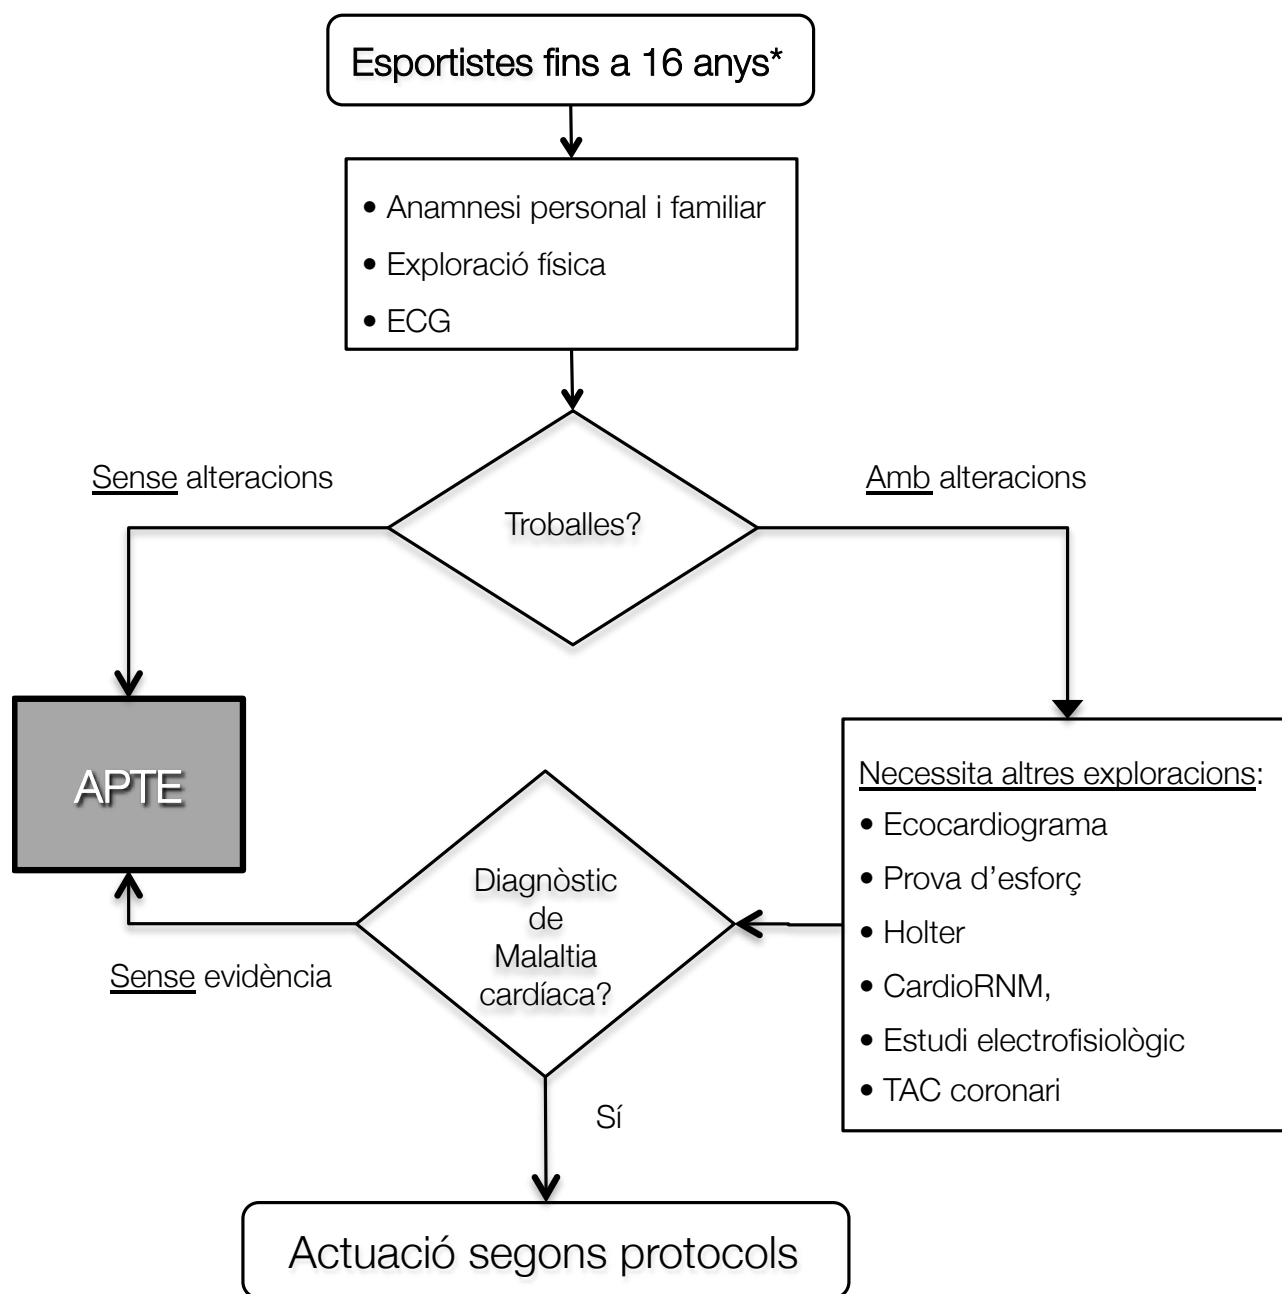 Esportistes fins a 16 anys*
• Anamnesi personal i familiar
• Exploració física
• ECG
Sense alteracions
Amb alteracions
Troballes?
APTE
Necessita altres exploracions:
• Ecocardiograma
• Prova d’esforç
• Holter
• CardioRNM,
• Estudi electrofisiològic
• TAC coronari
Diagnòstic
de
Malaltia
cardíaca?
Sense evidència
Sí
Actuació segons protocols